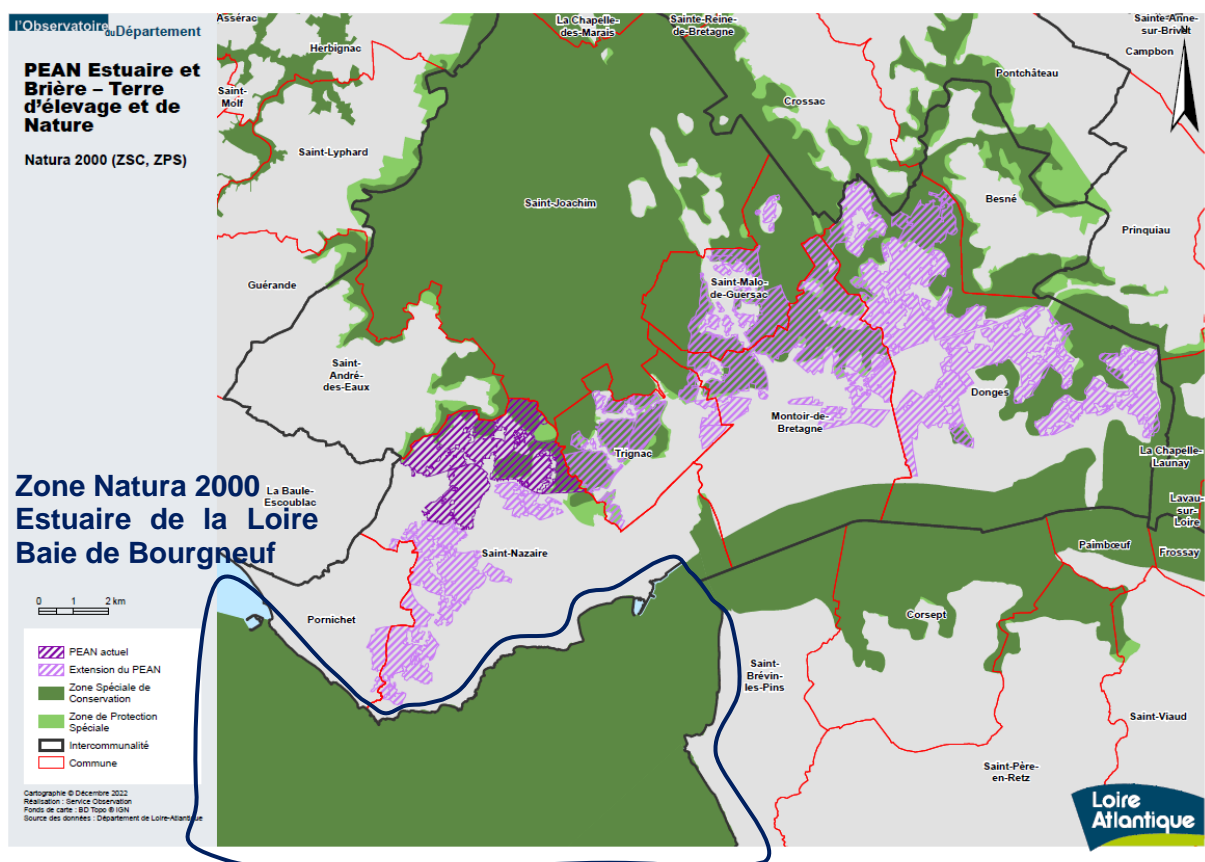 l'Observatoire
du Département
PEAN Estuaire et
Brière – Terre
d'élevage et de
Nature
Natura 2000 (ZSC, ZPS)
Assérac
Herbignac
La Chapelle-
des-Marais
Sainte-Reine-
de-Bretagne
Sainte-Anne-
sur-Brivet
N
Campbon
Pontchâteau
Saint-
Molf
Crossac
Saint-Lyphard
Saint-Joachim
Besné
Prinquiau
Guérande
Saint-Malo-
de-Guersac
Saint-
André-
des-Eaux
Donges
Montoir-de-
Bretagne
Trignac
La Chapelle-
Launay
Zone Natura 2000
Estuaire de la Loire
Baie de Bourgneuf
La Baule-
Escoublac
Lavau-
sur-
Loire
Saint-Nazaire
Paimbœuf
Frossay
0 1 2 km
Pornichet
Corsept
PEAN actuel
Extension du PEAN
Zone Spéciale de
Conservation
Zone de Protection
Spéciale
Intercommunalité
Commune
Saint-
Brévin-
les-Pins
Saint-Viaud
Saint-Père-
en-Retz
Cartographie © Décembre 2022
Réalisation : Service Observation
Fonds de carte : BD Topo ® IGN
Source des données : Département de Loire-Atlantique
Loire
Atlantique